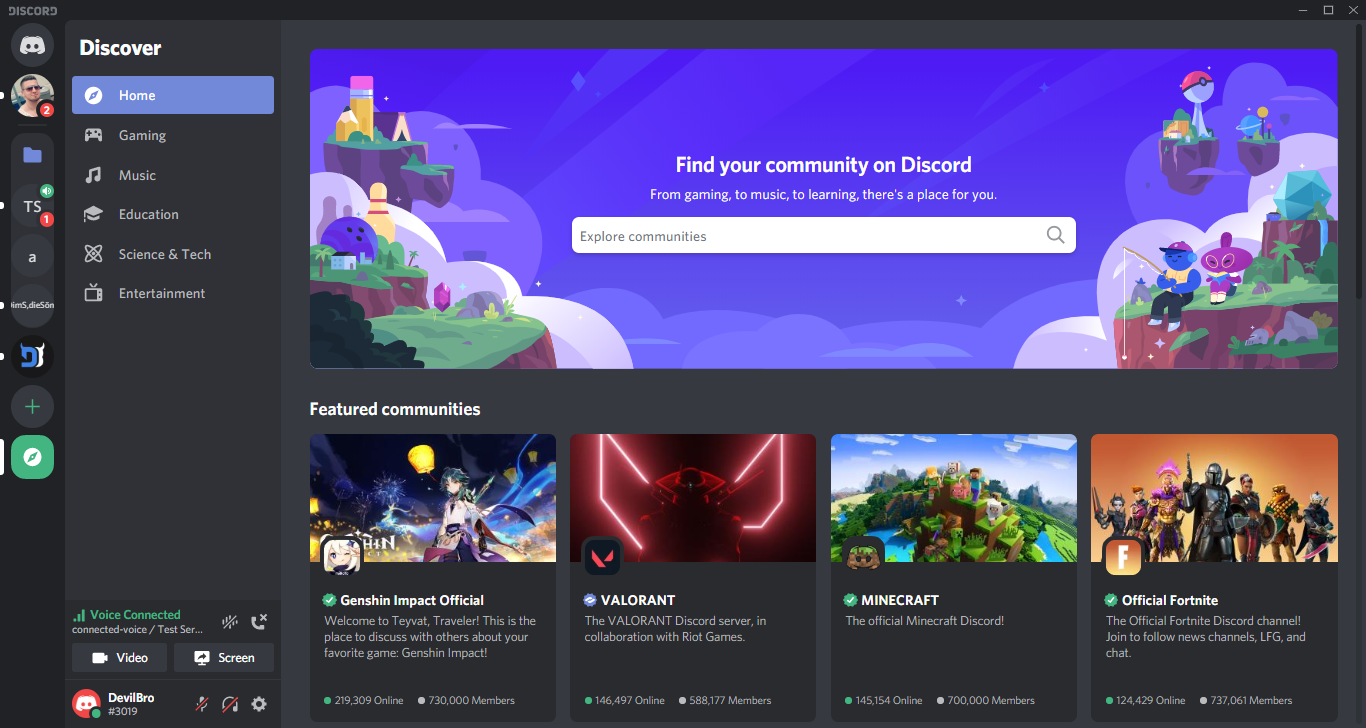 DISCORD
2
TS
1
a
Discover
Home
Gaming
Music
Education
Science & Tech
Entertainment
Voice Connected
connected-voice / Test Ser...
Video
Screen
DevilBro
#3019
Find your community on Discord
From gaming, to music, to learning, there's a place for you.
Explore communities
Featured communities
Genshin Impact Official
Welcome to Teyvat, Traveler! This is the
place to discuss with others about your
favorite game: Genshin Impact!
219,309 Online
730,000 Members
VALORANT
The VALORANT Discord server, in
collaboration with Riot Games.
146,497 Online
588,177 Members
MINECRAFT
The official Minecraft Discord!
145,154 Online
700,000 Members
F
Official Fortnite
The Official Fortnite Discord channel!
Join to follow news channels, LFG, and
chat.
124,429 Online
737,061 Members